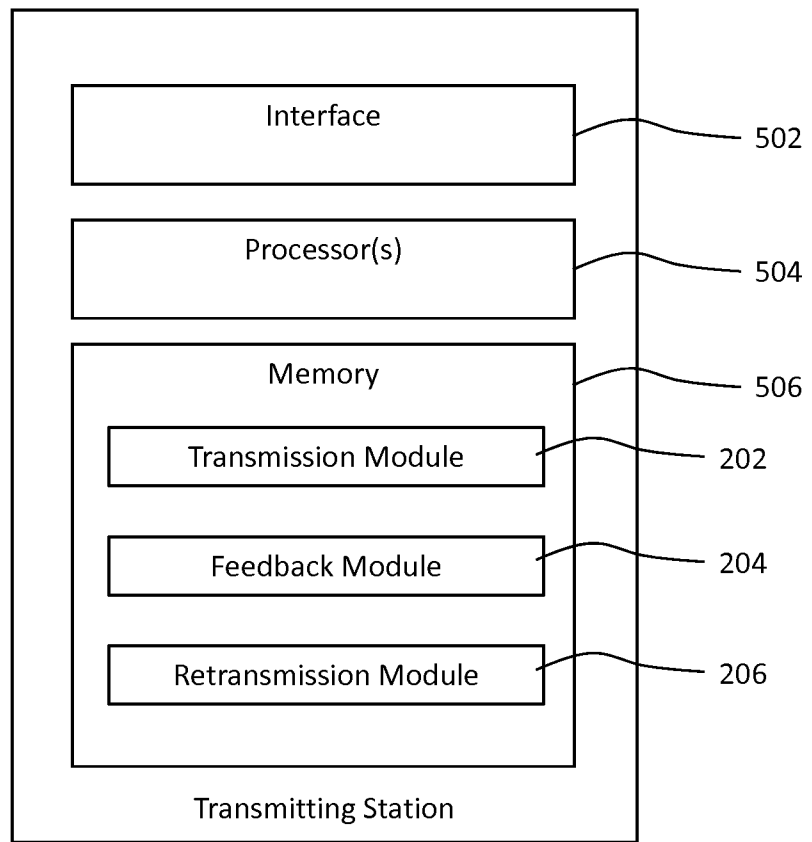 Interface
502
Processor(s)
504
Memory
506
Transmission Module
202
Feedback Module
204
Retransmission Module
206
Transmitting Station